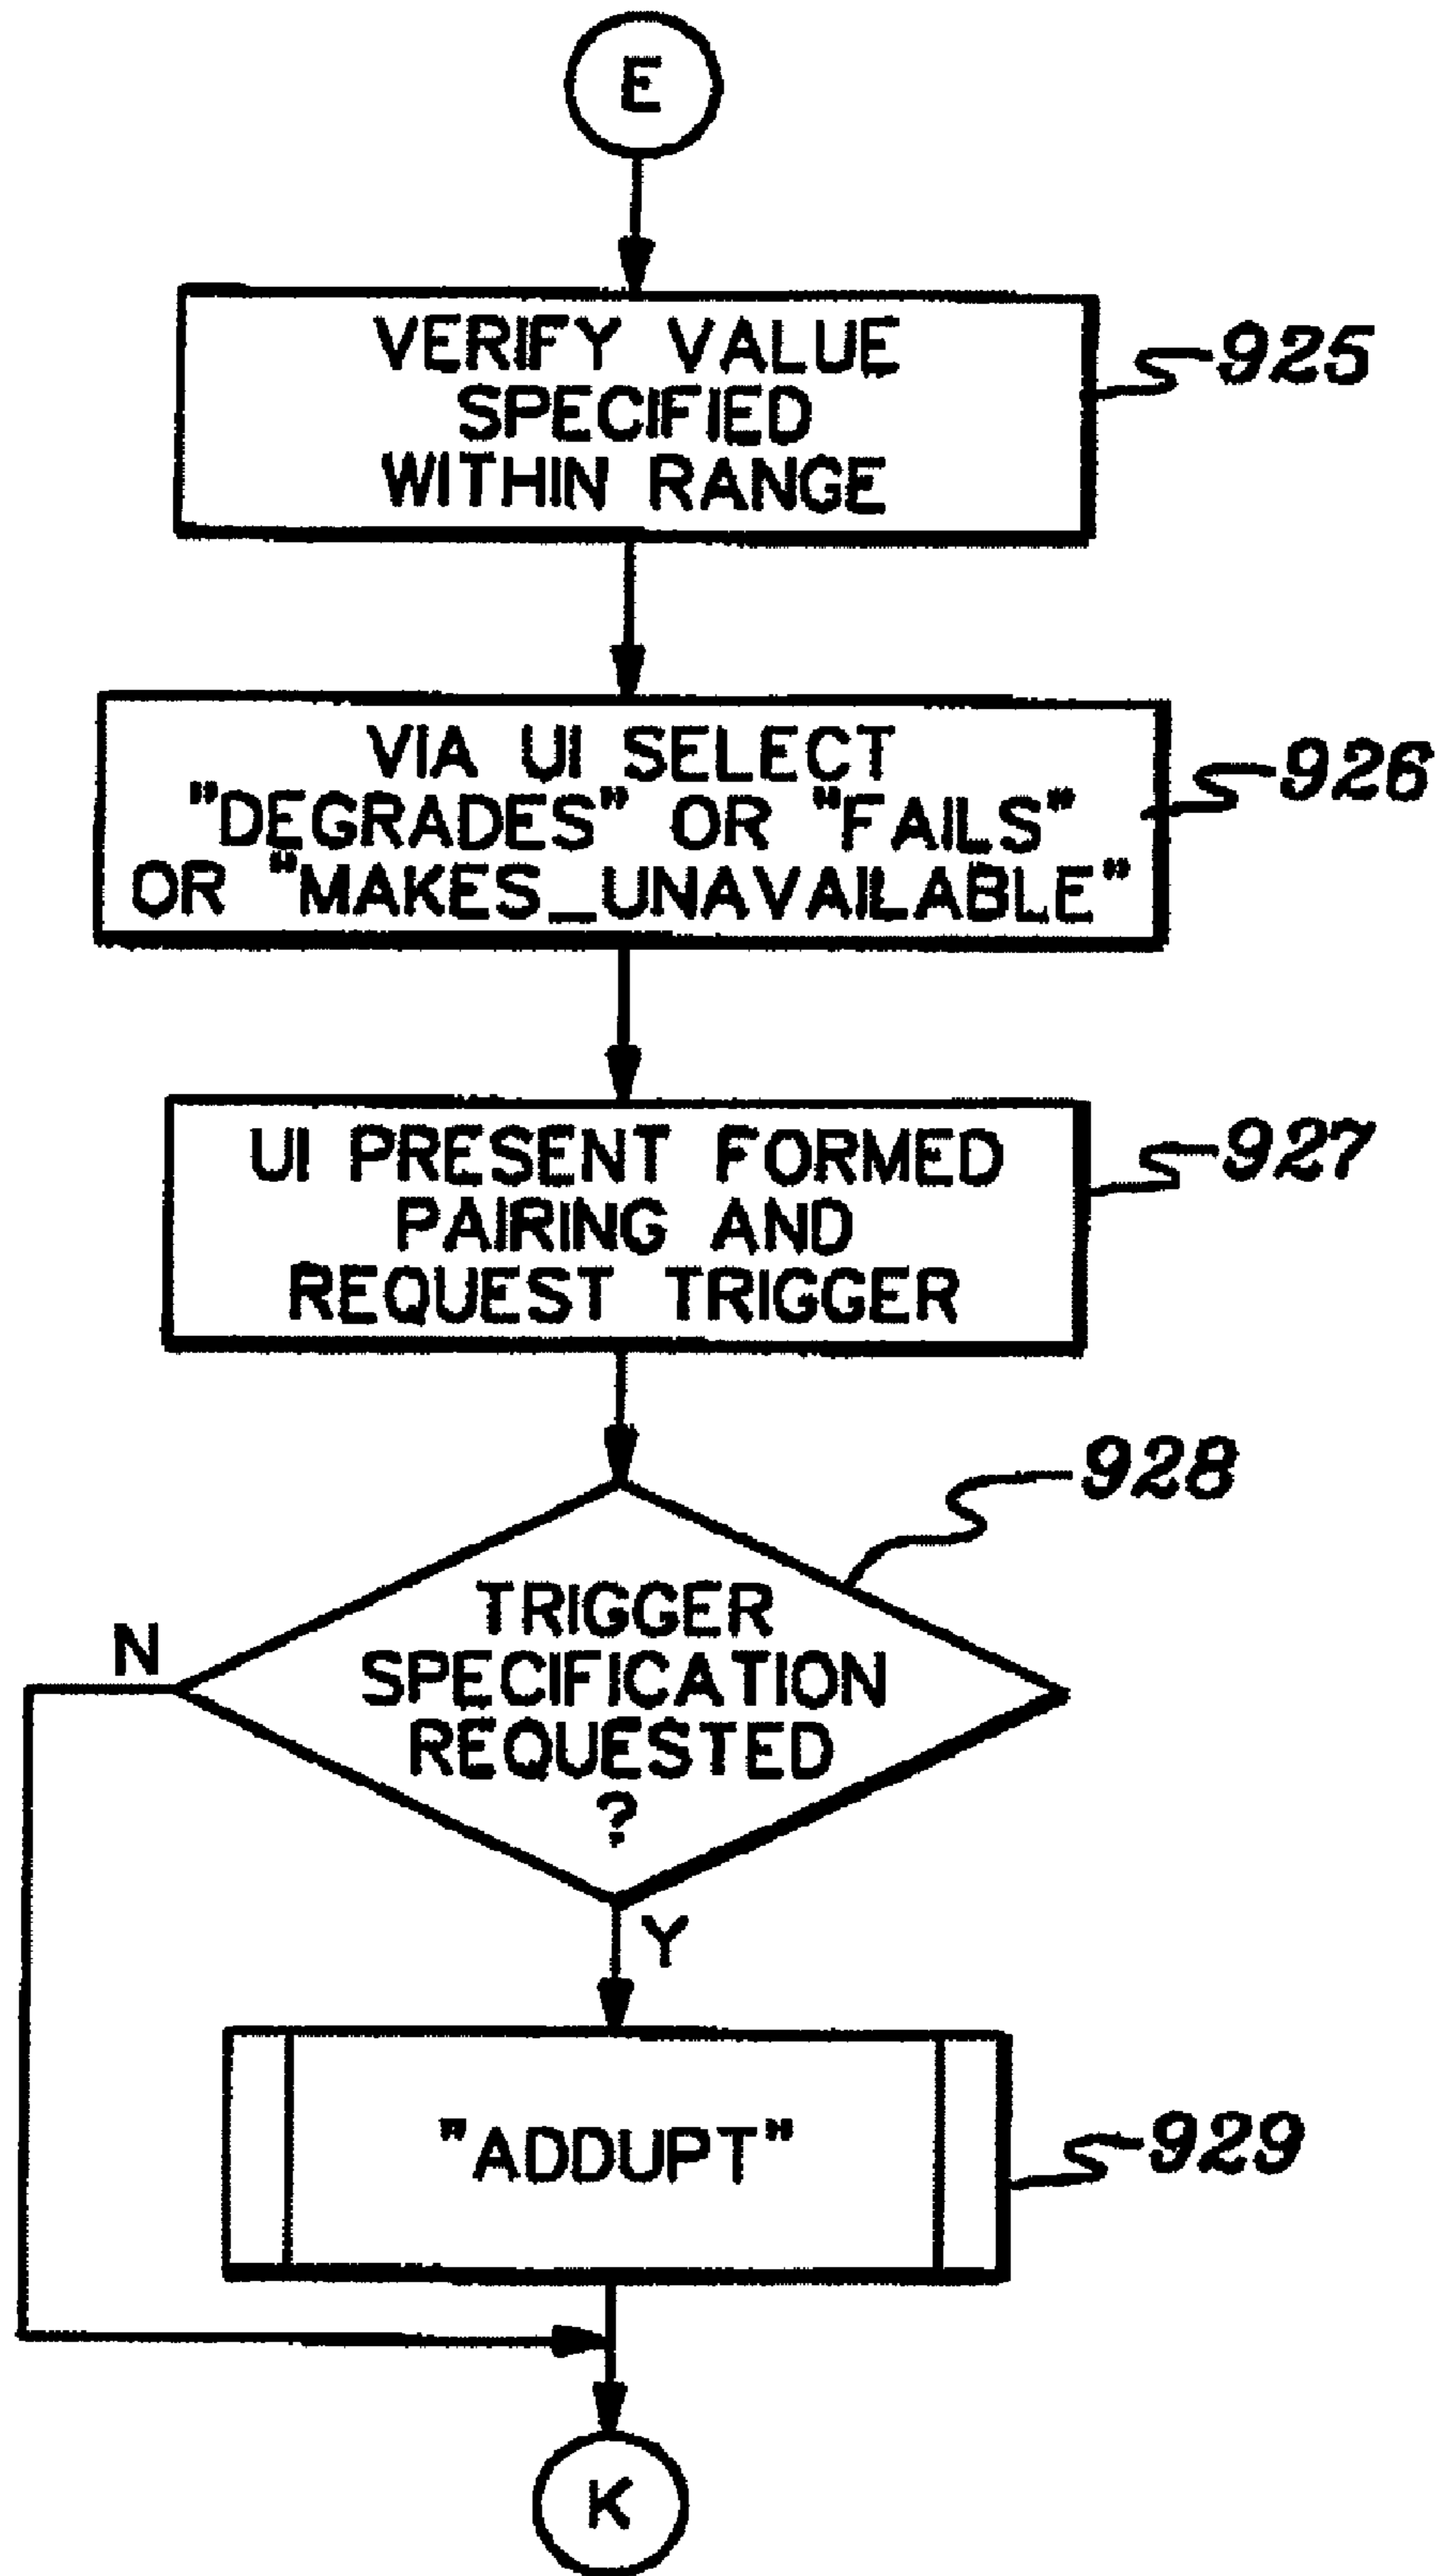 E
VERIFY VALUE
SPECIFIED
WITHIN RANGE
925
VIA UI SELECT
"DEGRADES" OR "FAILS"
OR "MAKES_UNAVAILABLE"
926
UI PRESENT FORMED
PAIRING AND
REQUEST TRIGGER
927
928
TRIGGER
SPECIFICATION
REQUESTED
?
N
Y
"ADDUPT"
929
K